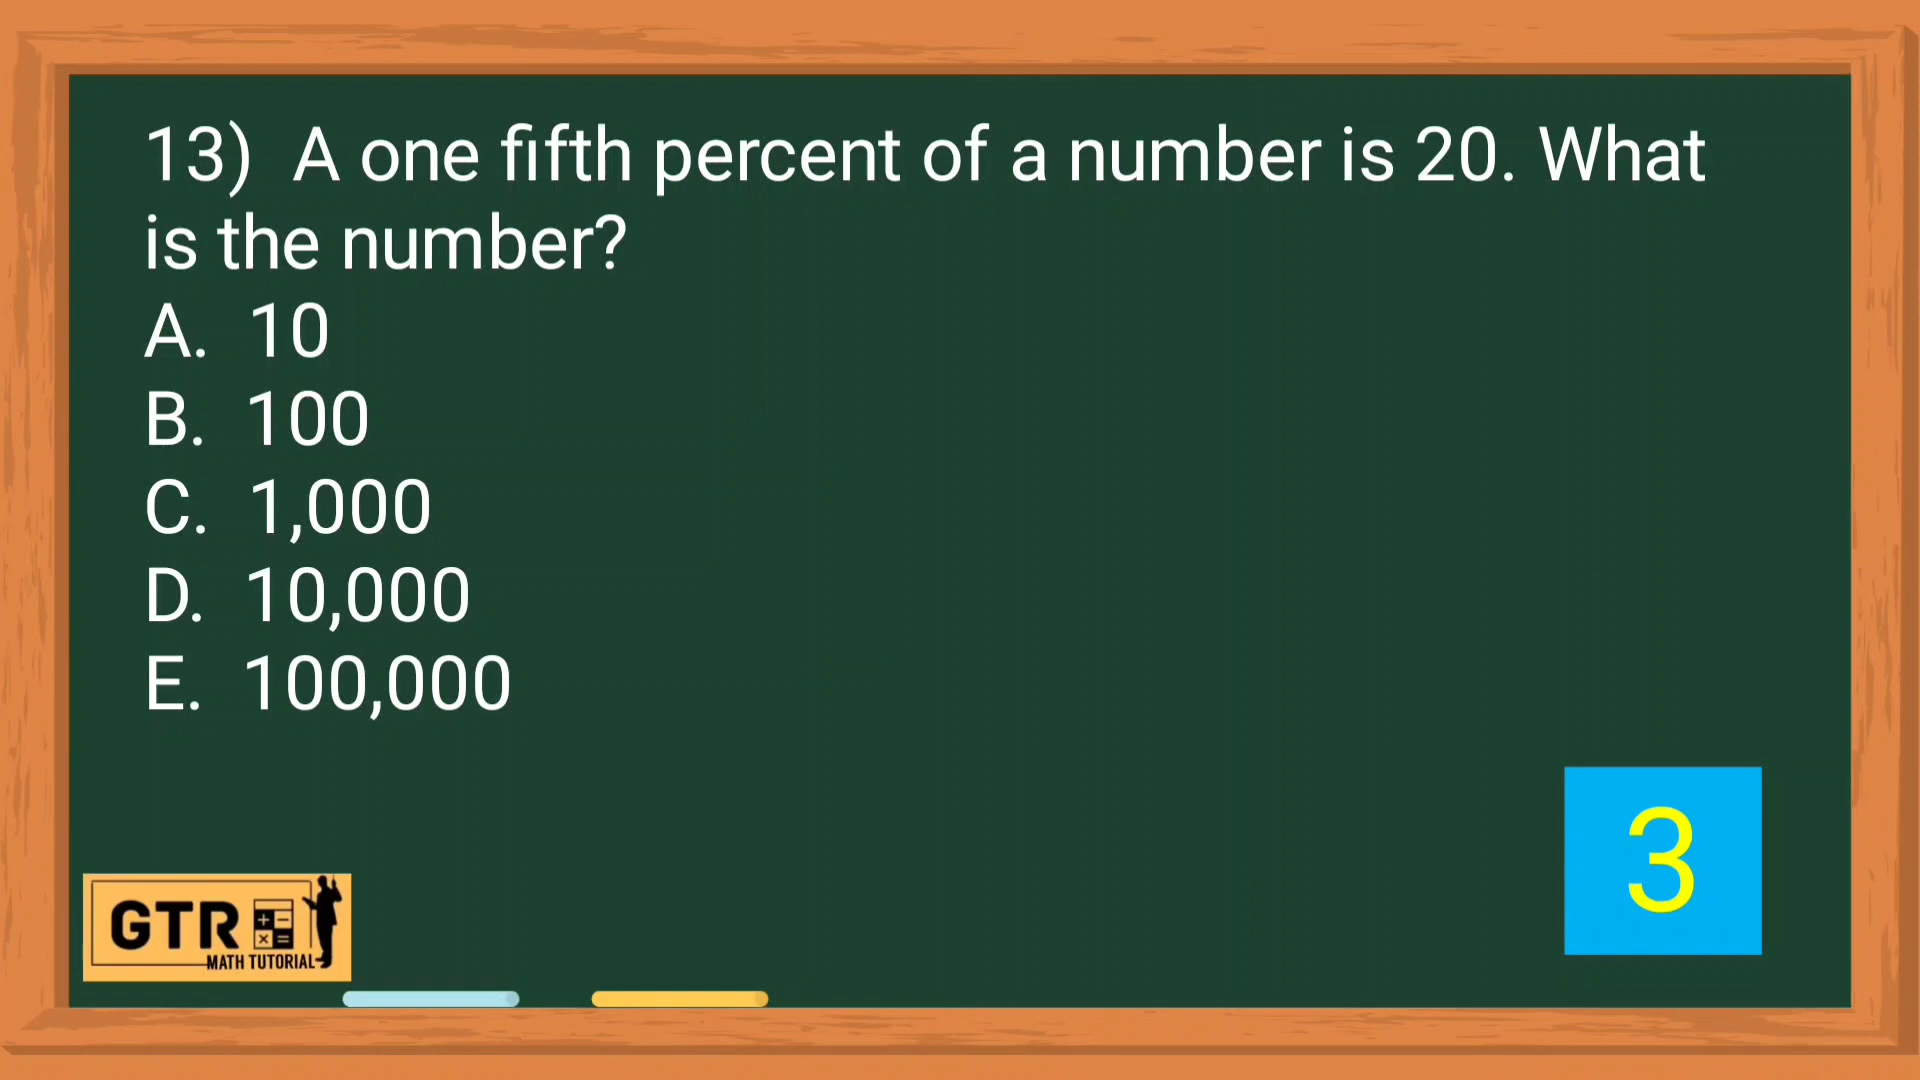 13) A one fifth percent of a number is 20. What
is the number?
A. 10
B. 100
C. 1,000
D. 10,000
E. 100,000
3
GTR
+ −
× =
MATH TUTORIAL